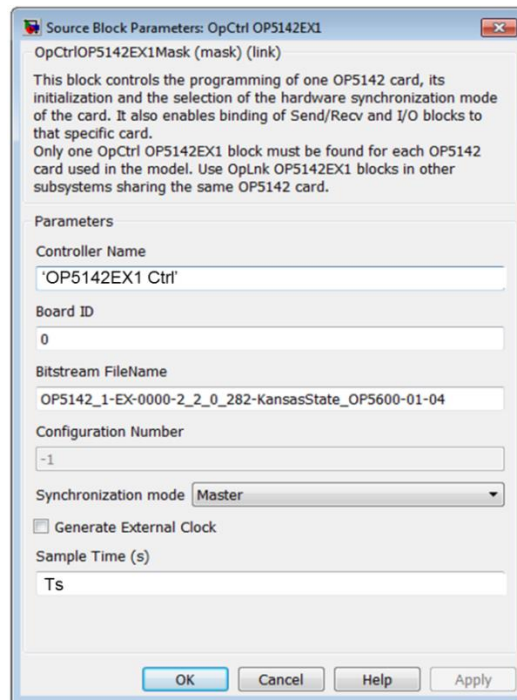 Source Block Parameters: OpCtrl OP5142EX1
OpCtrlOP5142EX1Mask (mask) (link)
This block controls the programming of one OP5142 card, its
initialization and the selection of the hardware synchronization mode
of the card. It also enables binding of Send/Recv and I/O blocks to
that specific card.
Only one OpCtrl OP5142EX1 block must be found for each OP5142
card used in the model. Use OpLnk OP5142EX1 blocks in other
subsystems sharing the same OP5142 card.
Parameters
Controller Name
‘OP5142EX1 Ctrl’
Board ID
0
Bitstream FileName
OP5142_1-EX-0000-2_2_0_282-KansasState_OP5600-01-04
Configuration Number
-1
Synchronization mode Master
Generate External Clock
Sample Time (s)
Ts
OK Cancel Help Apply